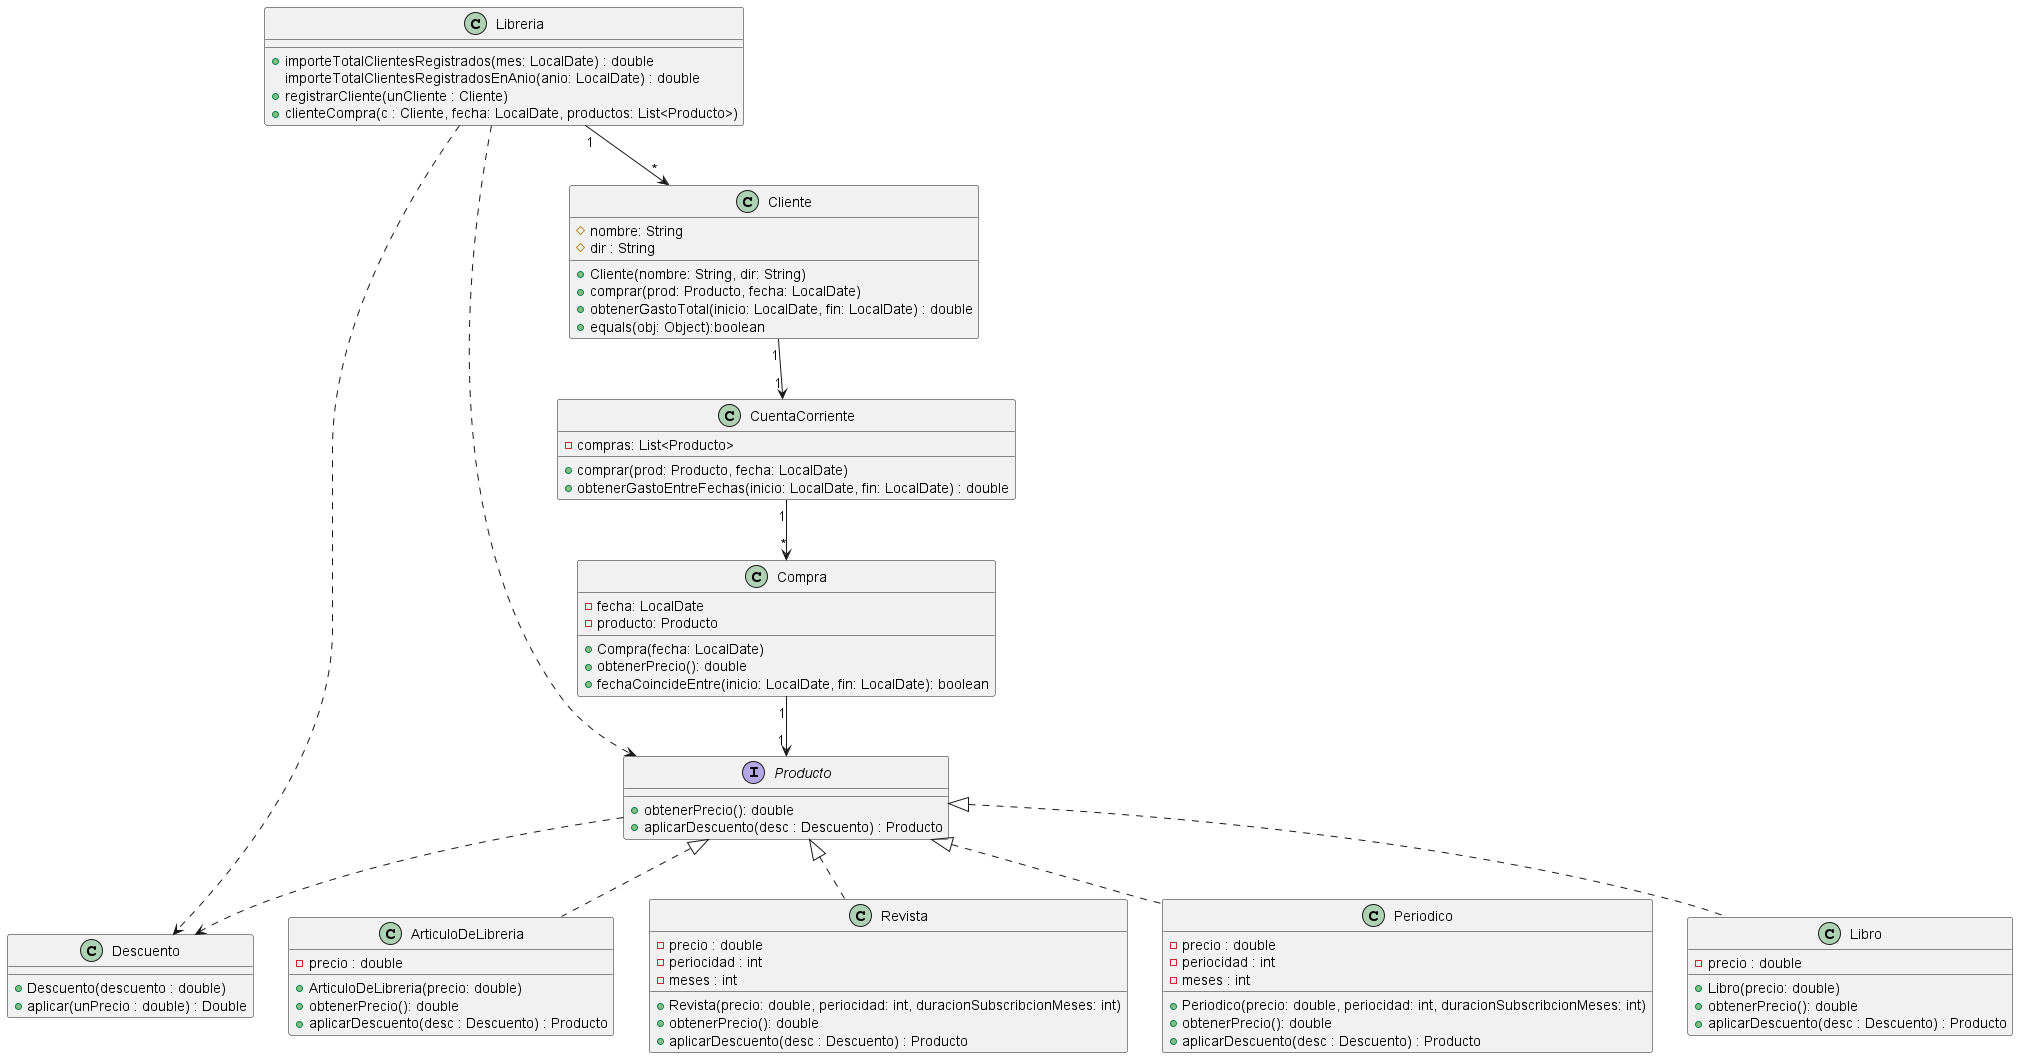 C Libreria
importeTotalClientesRegistrados(mes: LocalDate) : double
importeTotalClientesRegistradosEnAnio(anio: LocalDate) : double
registrarCliente(unCliente : Cliente)
clienteCompra(c : Cliente, fecha: LocalDate, productos: List<Producto>)
1
*
C Cliente
nombre: String
dir : String
Cliente(nombre: String, dir: String)
comprar(prod: Producto, fecha: LocalDate)
obtenerGastoTotal(inicio: LocalDate, fin: LocalDate) : double
equals(obj: Object):boolean
1
1
C CuentaCorriente
compras: List<Producto>
comprar(prod: Producto, fecha: LocalDate)
obtenerGastoEntreFechas(inicio: LocalDate, fin: LocalDate) : double
1
*
C Compra
fecha: LocalDate
producto: Producto
Compra(fecha: LocalDate)
obtenerPrecio(): double
fechaCoincideEntre(inicio: LocalDate, fin: LocalDate): boolean
1
1
I Producto
obtenerPrecio(): double
aplicarDescuento(desc : Descuento) : Producto
C Descuento
Descuento(descuento : double)
aplicar(unPrecio : double) : Double
C ArticuloDeLibreria
precio : double
ArticuloDeLibreria(precio: double)
obtenerPrecio(): double
aplicarDescuento(desc : Descuento) : Producto
C Revista
precio : double
periocidad : int
meses : int
Revista(precio: double, periocidad: int, duracionSubscribcionMeses: int)
obtenerPrecio(): double
aplicarDescuento(desc : Descuento) : Producto
C Periodico
precio : double
periocidad : int
meses : int
Periodico(precio: double, periocidad: int, duracionSubscribcionMeses: int)
obtenerPrecio(): double
aplicarDescuento(desc : Descuento) : Producto
C Libro
precio : double
Libro(precio: double)
obtenerPrecio(): double
aplicarDescuento(desc : Descuento) : Producto